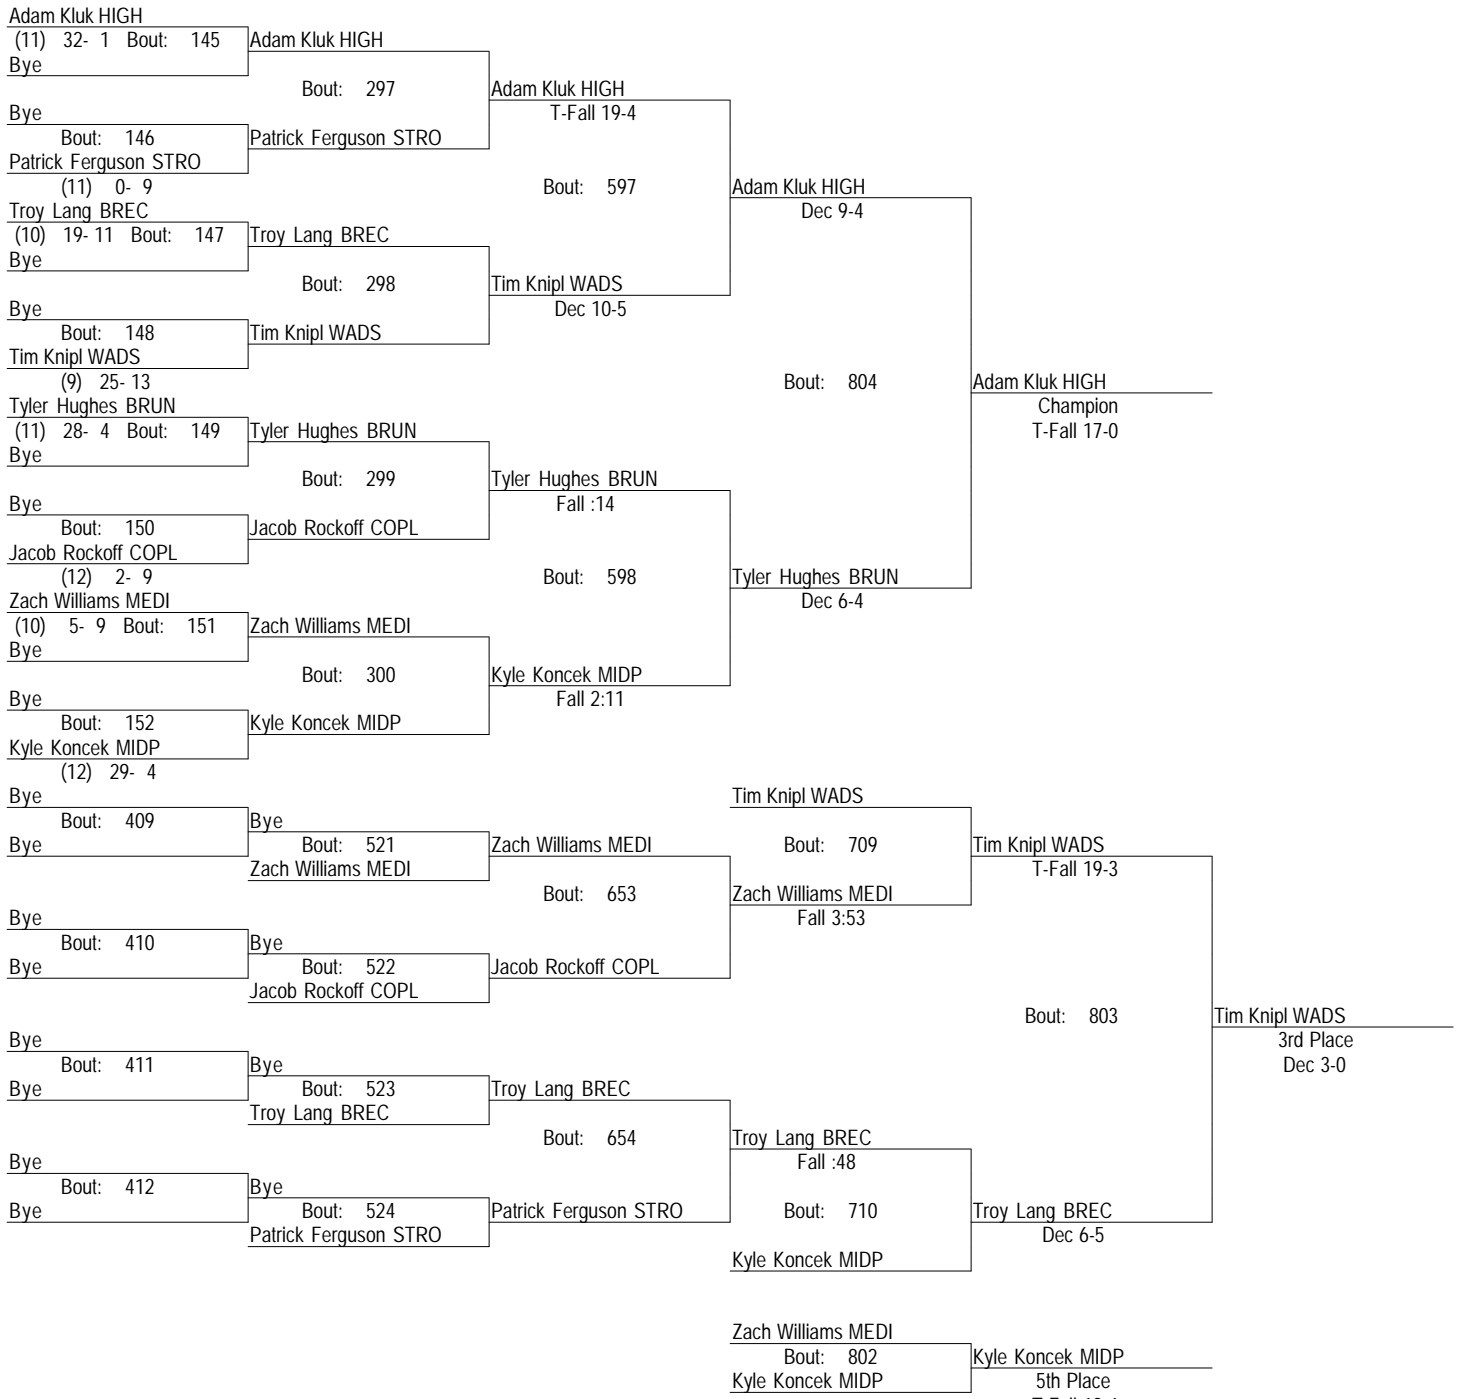 Adam Kluk HIGH
(11) 32- 1 Bout: 145
Bye
Adam Kluk HIGH
Bout: 297
Bye
Bout: 146
Patrick Ferguson STRO
(11) 0- 9
Patrick Ferguson STRO
Adam Kluk HIGH
T-Fall 19-4
Bout: 597
Troy Lang BREC
(10) 19- 11 Bout: 147
Bye
Troy Lang BREC
Bout: 298
Bye
Bout: 148
Tim Knipl WADS
(9) 25- 13
Tim Knipl WADS
Tim Knipl WADS
Dec 10-5
Adam Kluk HIGH
Dec 9-4
Bout: 804
Tyler Hughes BRUN
(11) 28- 4 Bout: 149
Bye
Tyler Hughes BRUN
Bout: 299
Bye
Bout: 150
Jacob Rockoff COPL
(12) 2- 9
Jacob Rockoff COPL
Tyler Hughes BRUN
Fall :14
Bout: 598
Zach Williams MEDI
(10) 5- 9 Bout: 151
Bye
Zach Williams MEDI
Bout: 300
Bye
Bout: 152
Kyle Koncek MIDP
(12) 29- 4
Kyle Koncek MIDP
Kyle Koncek MIDP
Fall 2:11
Tyler Hughes BRUN
Dec 6-4
Adam Kluk HIGH
Champion
T-Fall 17-0
Bye
Bout: 409
Bye
Bye
Bout: 521
Zach Williams MEDI
Zach Williams MEDI
Bout: 653
Bye
Bout: 410
Bye
Bye
Bout: 522
Jacob Rockoff COPL
Jacob Rockoff COPL
Tim Knipl WADS
Bout: 709
Zach Williams MEDI
Fall 3:53
Tim Knipl WADS
T-Fall 19-3
Bout: 803
Bye
Bout: 411
Bye
Bye
Bout: 523
Troy Lang BREC
Troy Lang BREC
Bout: 654
Bye
Bout: 412
Bye
Bye
Bout: 524
Patrick Ferguson STRO
Patrick Ferguson STRO
Troy Lang BREC
Fall :48
Bout: 710
Kyle Koncek MIDP
Troy Lang BREC
Dec 6-5
Tim Knipl WADS
3rd Place
Dec 3-0
Zach Williams MEDI
Bout: 802
Kyle Koncek MIDP
Kyle Koncek MIDP
5th Place